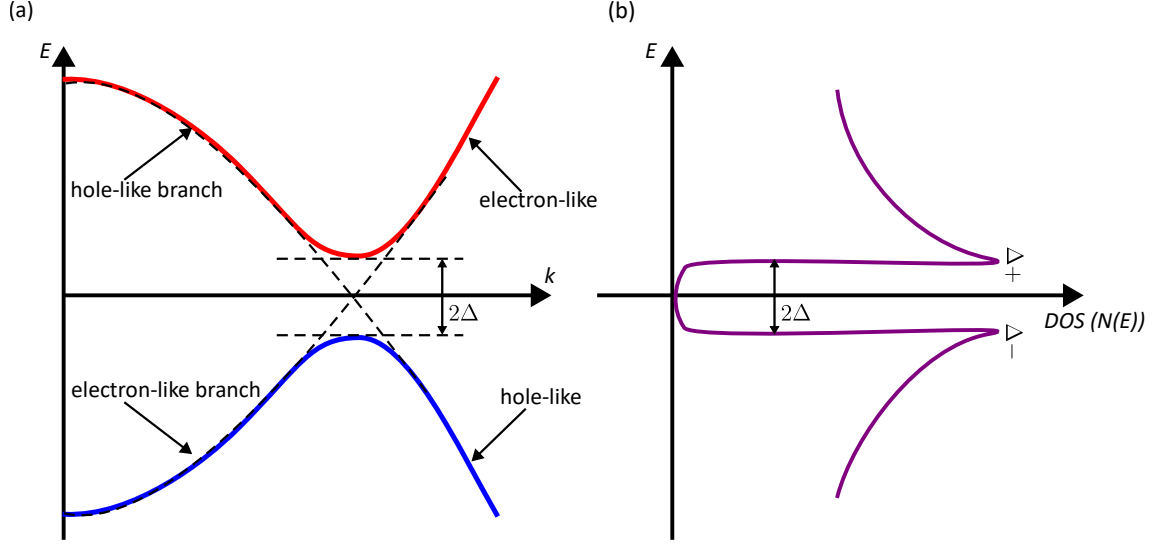 (a)
E
hole-like branch
electron-like
k
2Δ
electron-like branch
hole-like
(b)
E
+Δ
2Δ
DOS (N(E))
−Δ